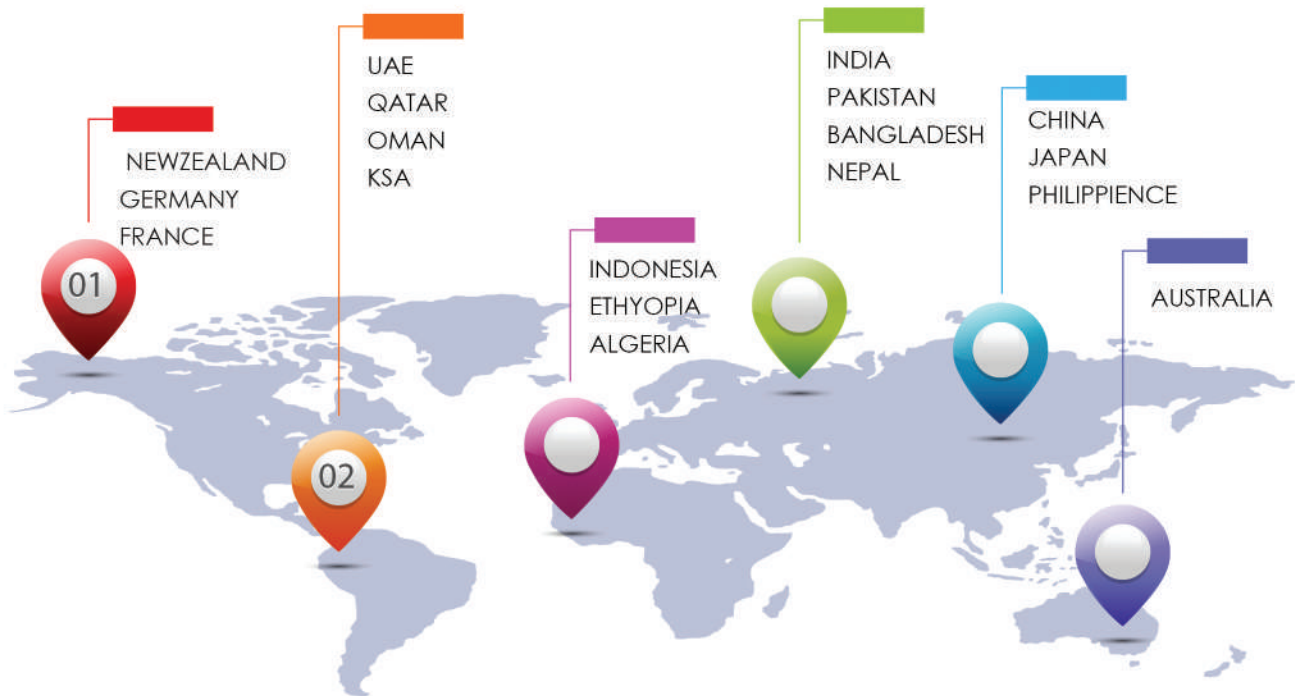 NEWZEALAND
GERMANY
FRANCE
01
UAE
QATAR
OMAN
KSA
02
INDONESIA
ETHYOPIA
ALGERIA
INDIA
PAKISTAN
BANGLADESH
NEPAL
CHINA
JAPAN
PHILIPPIENCE
AUSTRALIA